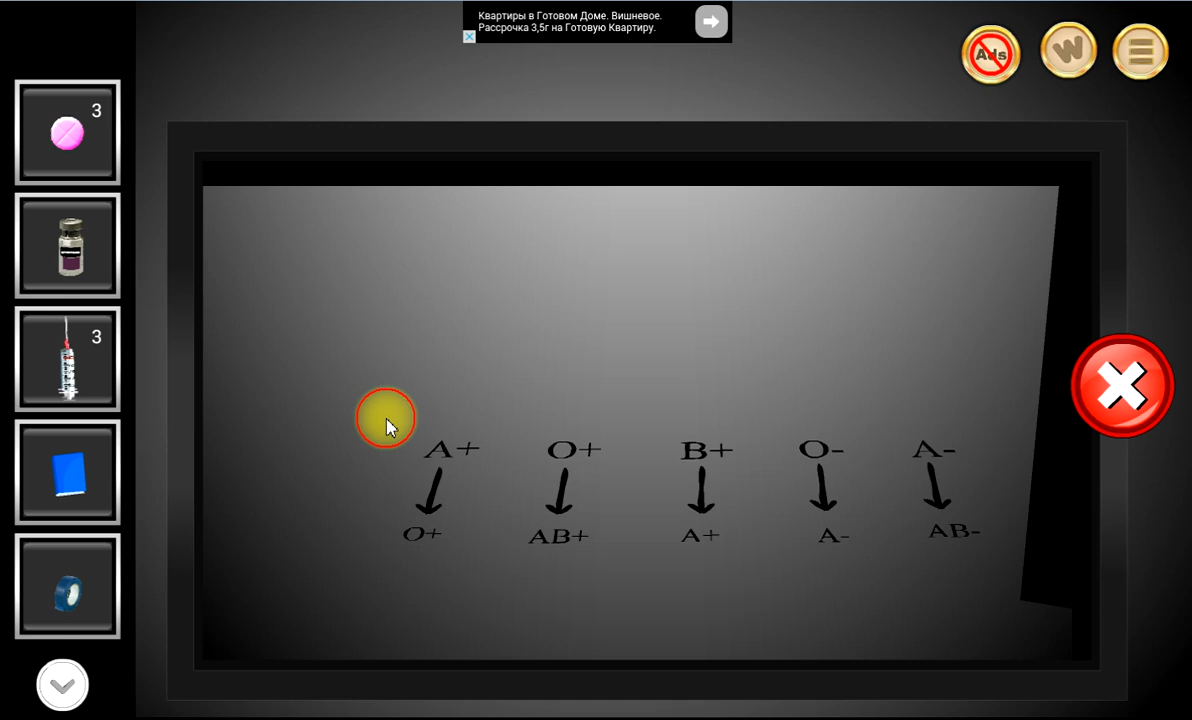 Квартиры в Готовом Доме. Вишневое.
Рассрочка 3,5г на Готовую Квартиру.
Ads
W
3
3
A+ O+ B+ O- A-
O+ AB+ A+ A- AB-